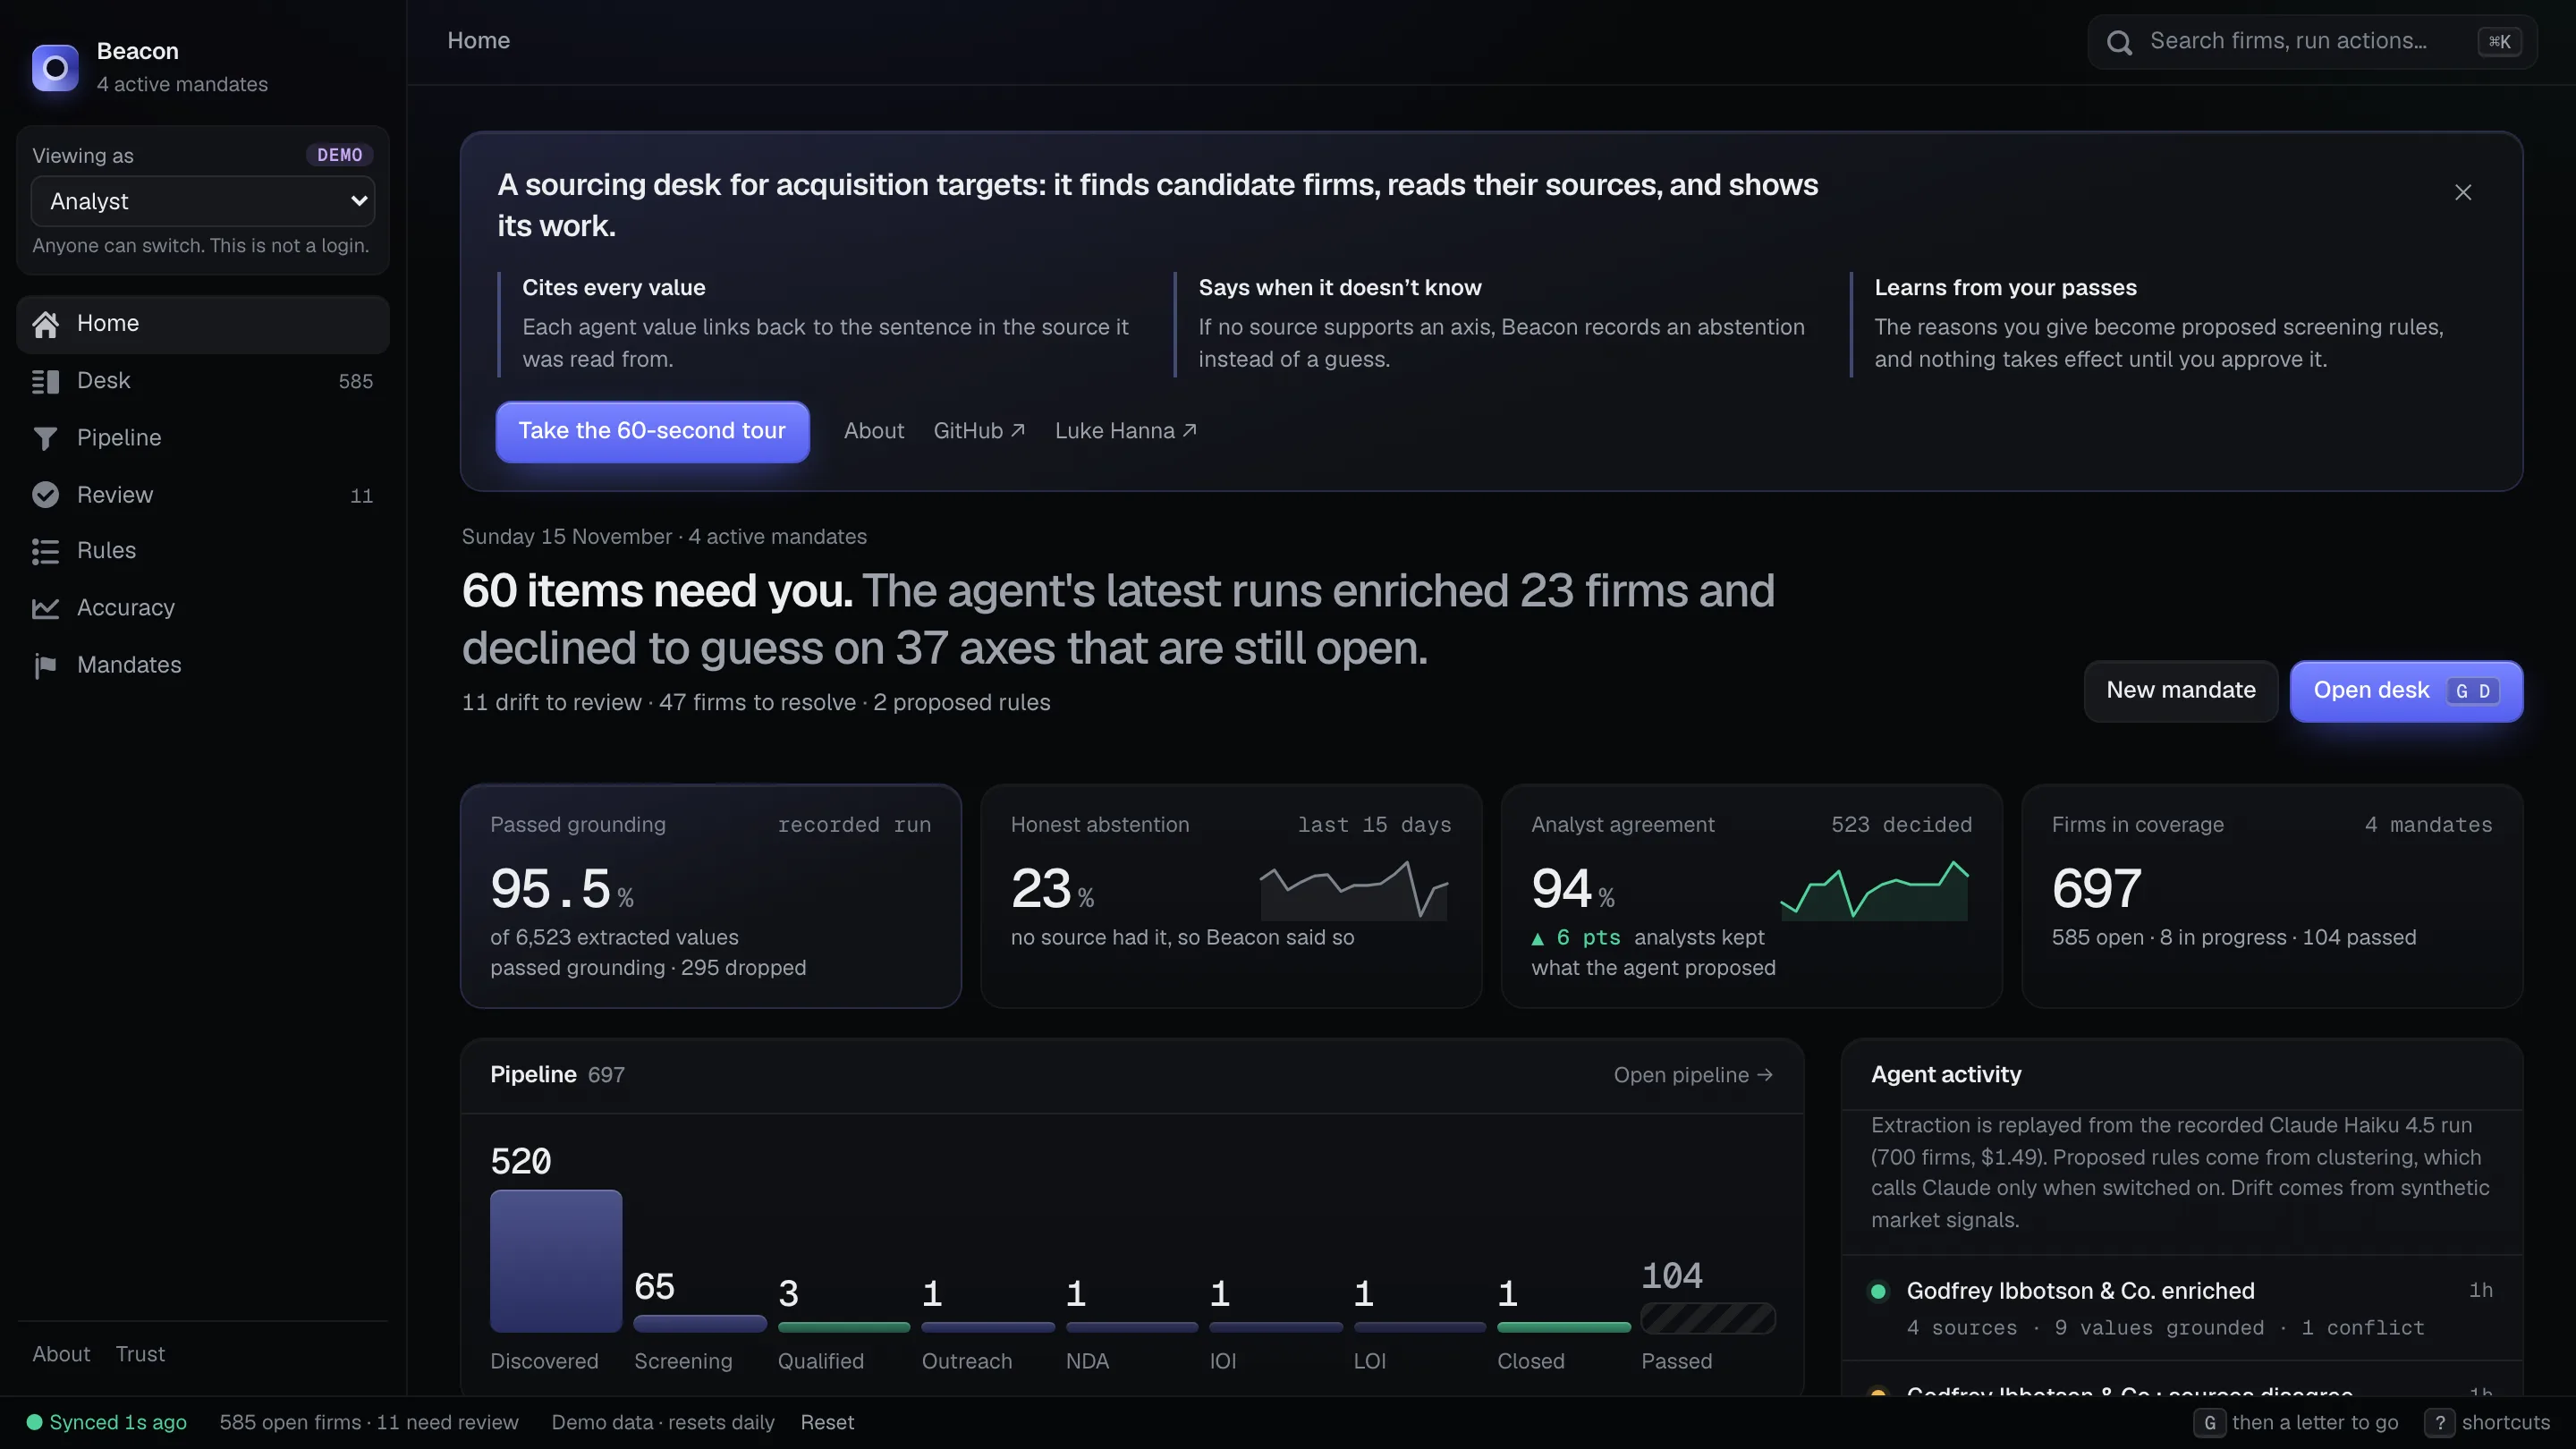 Beacon
4 active mandates
Viewing as DEMO
Analyst
Anyone can switch. This is not a login.
Home
Desk 585
Pipeline
Review 11
Rules
Accuracy
Mandates
About Trust
Home
Search firms, run actions... ⌘K
A sourcing desk for acquisition targets: it finds candidate firms, reads their sources, and shows
its work.
Cites every value
Each agent value links back to the sentence in the source it
was read from.
Says when it doesn’t know
If no source supports an axis, Beacon records an abstention
instead of a guess.
Learns from your passes
The reasons you give become proposed screening rules,
and nothing takes effect until you approve it.
Take the 60-second tour About GitHub ↗ Luke Hanna ↗
Sunday 15 November · 4 active mandates
60 items need you. The agent's latest runs enriched 23 firms and
declined to guess on 37 axes that are still open.
11 drift to review · 47 firms to resolve · 2 proposed rules
New mandate Open desk G D
Passed grounding recorded run
95.5 %
of 6,523 extracted values
passed grounding · 295 dropped
Honest abstention last 15 days
23 %
no source had it, so Beacon said so
Analyst agreement 523 decided
94 %
▲ 6 pts analysts kept
what the agent proposed
Firms in coverage 4 mandates
697
585 open · 8 in progress · 104 passed
Pipeline 697 Open pipeline →
520 65 3 1 1 1 1 1 104
Discovered Screening Qualified Outreach NDA IOI LOI Closed Passed
Agent activity
Extraction is replayed from the recorded Claude Haiku 4.5 run
(700 firms, $1.49). Proposed rules come from clustering, which
calls Claude only when switched on. Drift comes from synthetic
market signals.
Godfrey Ibbotson & Co. enriched 1h
4 sources · 9 values grounded · 1 conflict
Godfrey Ibbotson & Co.: sources disagree 1h
Synced 1s ago 585 open firms · 11 need review Demo data · resets daily Reset
G then a letter to go ? shortcuts